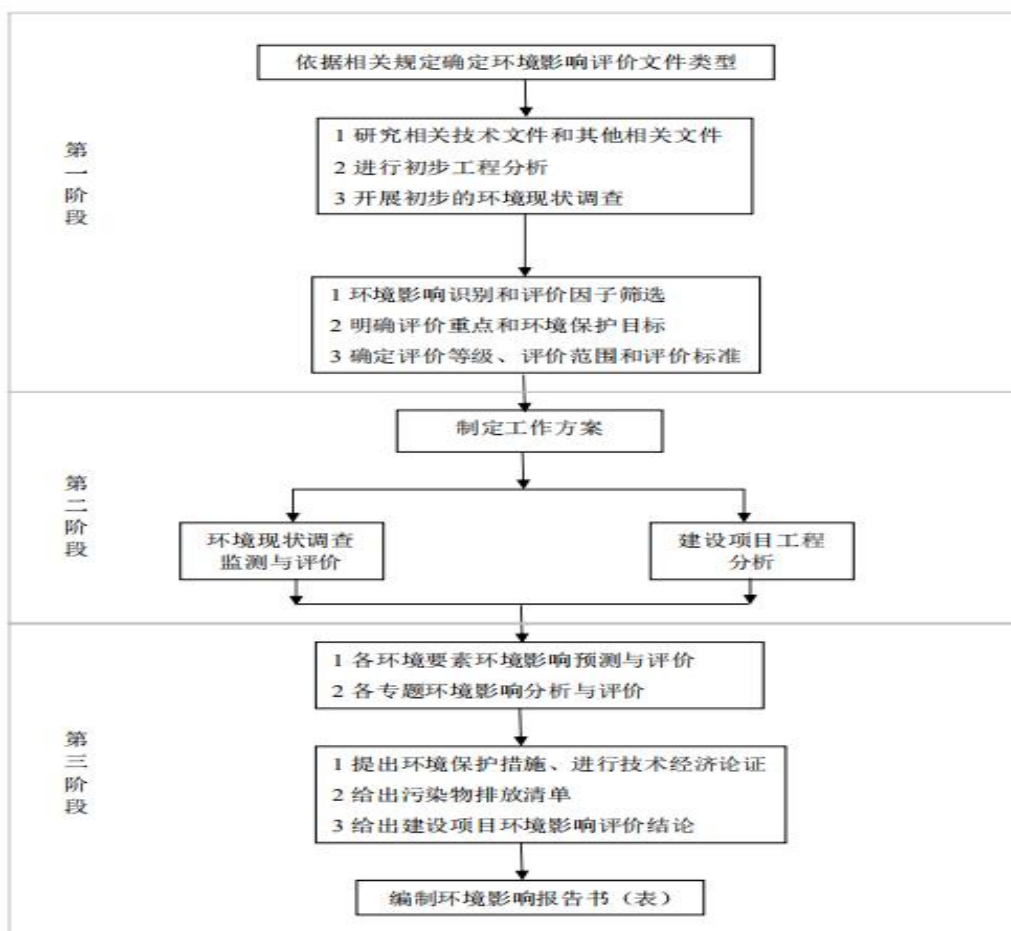 依据相关规定确定环境影响评价文件类型
第一阶段
1 研究相关技术文件和其他相关文件
2 进行初步工程分析
3 开展初步的环境现状调查
1 环境影响识别和评价因子筛选
2 明确评价重点和环境保护目标
3 确定评价等级、评价范围和评价标准
制定工作方案
第二阶段
环境现状调查
监测与评价
建设项目工程
分析
1 各环境要素环境影响预测与评价
2 各专题环境影响分析与评价
第三阶段
1 提出环境保护措施、进行技术经济论证
2 给出污染物排放清单
3 给出建设项目环境影响评价结论
编制环境影响报告书（表）